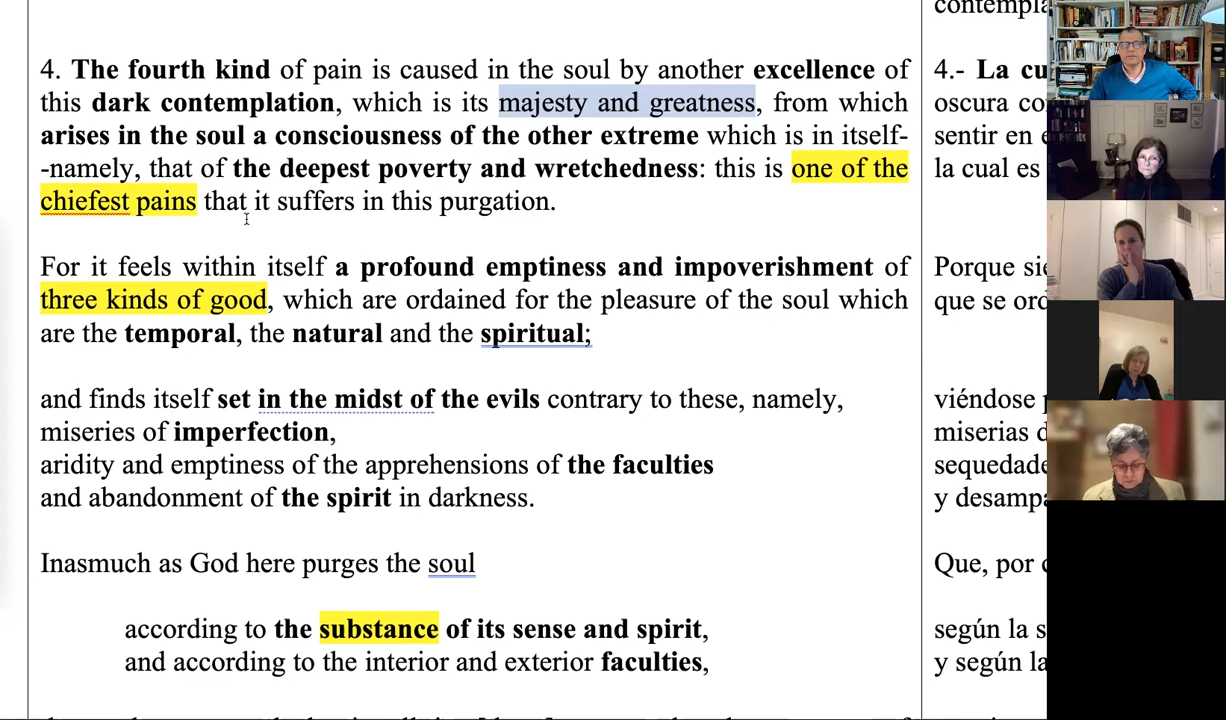 contempla
4. The fourth kind of pain is caused in the soul by another excellence of
this dark contemplation, which is its majesty and greatness, from which
arises in the soul a consciousness of the other extreme which is in itself-
-namely, that of the deepest poverty and wretchedness: this is one of the
chiefest pains that it suffers in this purgation.
For it feels within itself a profound emptiness and impoverishment of
three kinds of good, which are ordained for the pleasure of the soul which
are the temporal, the natural and the spiritual;
and finds itself set in the midst of the evils contrary to these, namely,
miseries of imperfection,
aridity and emptiness of the apprehensions of the faculties
and abandonment of the spirit in darkness.
Inasmuch as God here purges the soul
according to the substance of its sense and spirit,
and according to the interior and exterior faculties,
4.- La cu
oscura co
sentir en e
la cual es
Porque sie
que se ord
viéndose p
miserias d
sequedade
y desampa
Que, por c
según la s
y según la